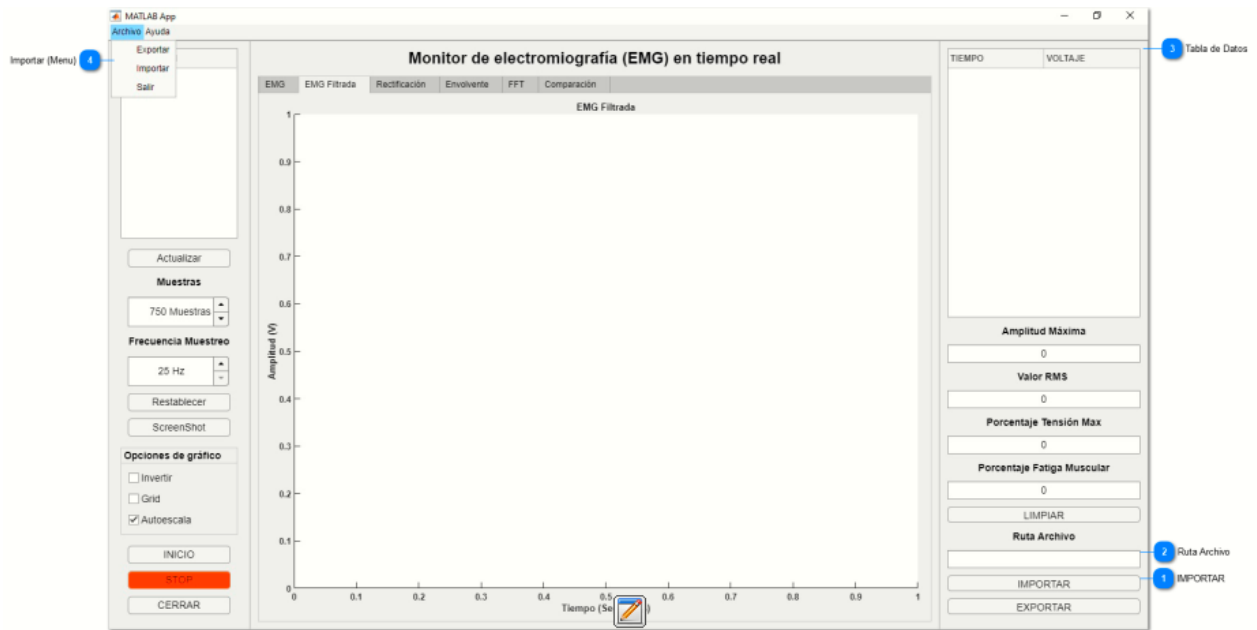 MATLAB App
Archivo Ayuda
Exportar
Importar
Salir
Importar (Menu) 4
Actualizar
Muestras
750 Muestras
Frecuencia Muestreo
25 Hz
Restablecer
ScreenShot
Opciones de gráfico
Invertir
Grid
Autoescala
INICIO
STOP
CERRAR
Monitor de electromiografía (EMG) en tiempo real
EMG EMG Filtrada Rectificación Envolvente FFT Comparación
EMG Filtrada
1
0.9
0.8
0.7
0.6
0.5
0.4
0.3
0.2
0.1
0
Amplitud (V)
0 0.1 0.2 0.3 0.4 0.5 0.6 0.7 0.8 0.9 1
Tiempo
TIEMPO VOLTAJE
3 Tabla de Datos
Amplitud Máxima
0
Valor RMS
0
Porcentaje Tensión Max
0
Porcentaje Fatiga Muscular
0
LIMPIAR
Ruta Archivo
2 Ruta Archivo
IMPORTAR
1 IMPORTAR
EXPORTAR